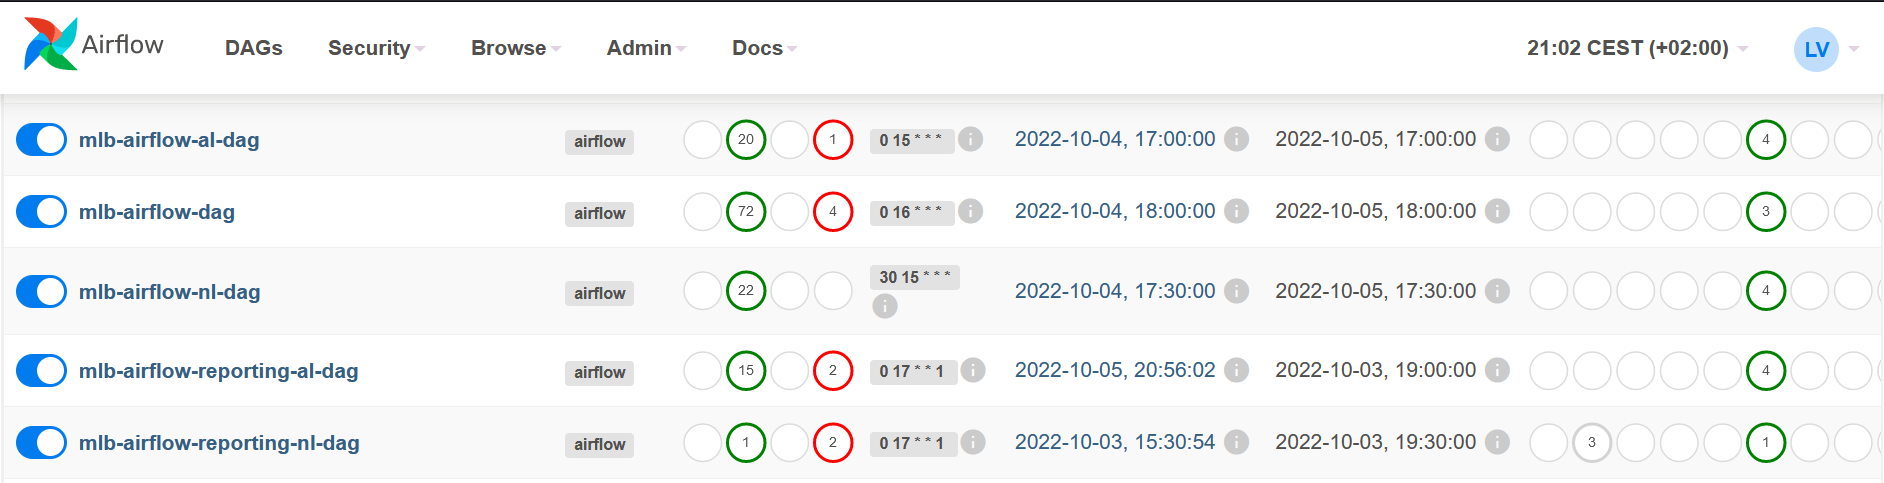 Airflow DAGs Security Browse Admin Docs 21:02 CEST (+02:00) LV
mlb-airflow-al-dag airflow 20 1 0 15 * * * i 2022-10-04, 17:00:00 i 2022-10-05, 17:00:00 i 4
mlb-airflow-dag airflow 72 4 0 16 * * * i 2022-10-04, 18:00:00 i 2022-10-05, 18:00:00 i 3
mlb-airflow-nl-dag airflow 22 30 15 * * * i 2022-10-04, 17:30:00 i 2022-10-05, 17:30:00 i 4
mlb-airflow-reporting-al-dag airflow 15 2 0 17 * * 1 i 2022-10-05, 20:56:02 i 2022-10-03, 19:00:00 i 4
mlb-airflow-reporting-nl-dag airflow 1 2 0 17 * * 1 i 2022-10-03, 15:30:54 i 2022-10-03, 19:30:00 i 3 1